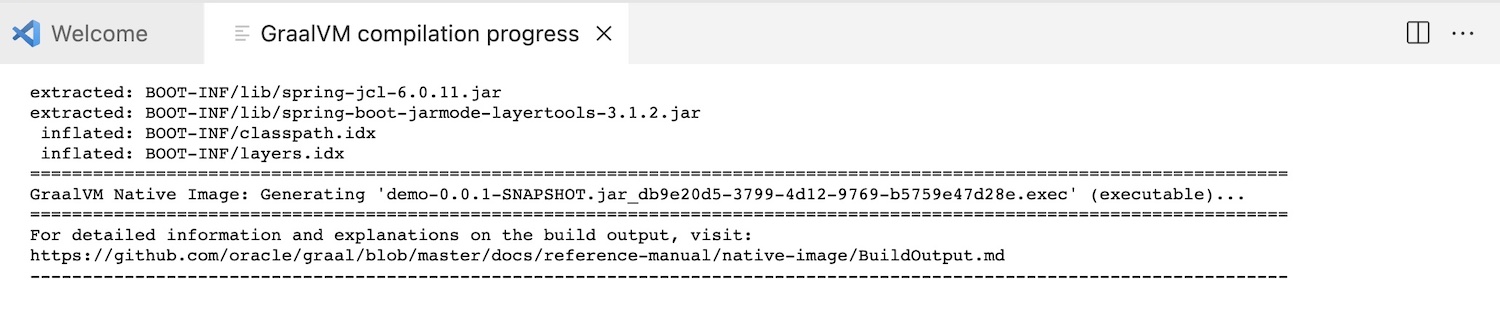 Welcome
GraalVM compilation progress
extracted: BOOT-INF/lib/spring-jcl-6.0.11.jar
extracted: BOOT-INF/lib/spring-boot-jarmode-layertools-3.1.2.jar
inflated: BOOT-INF/classpath.idx
inflated: BOOT-INF/layers.idx
========================================================================================================================
GraalVM Native Image: Generating 'demo-0.0.1-SNAPSHOT.jar_db9e20d5-3799-4d12-9769-b5759e47d28e.exec' (executable)...
========================================================================================================================
For detailed information and explanations on the build output, visit:
https://github.com/oracle/graal/blob/master/docs/reference-manual/native-image/BuildOutput.md
------------------------------------------------------------------------------------------------------------------------